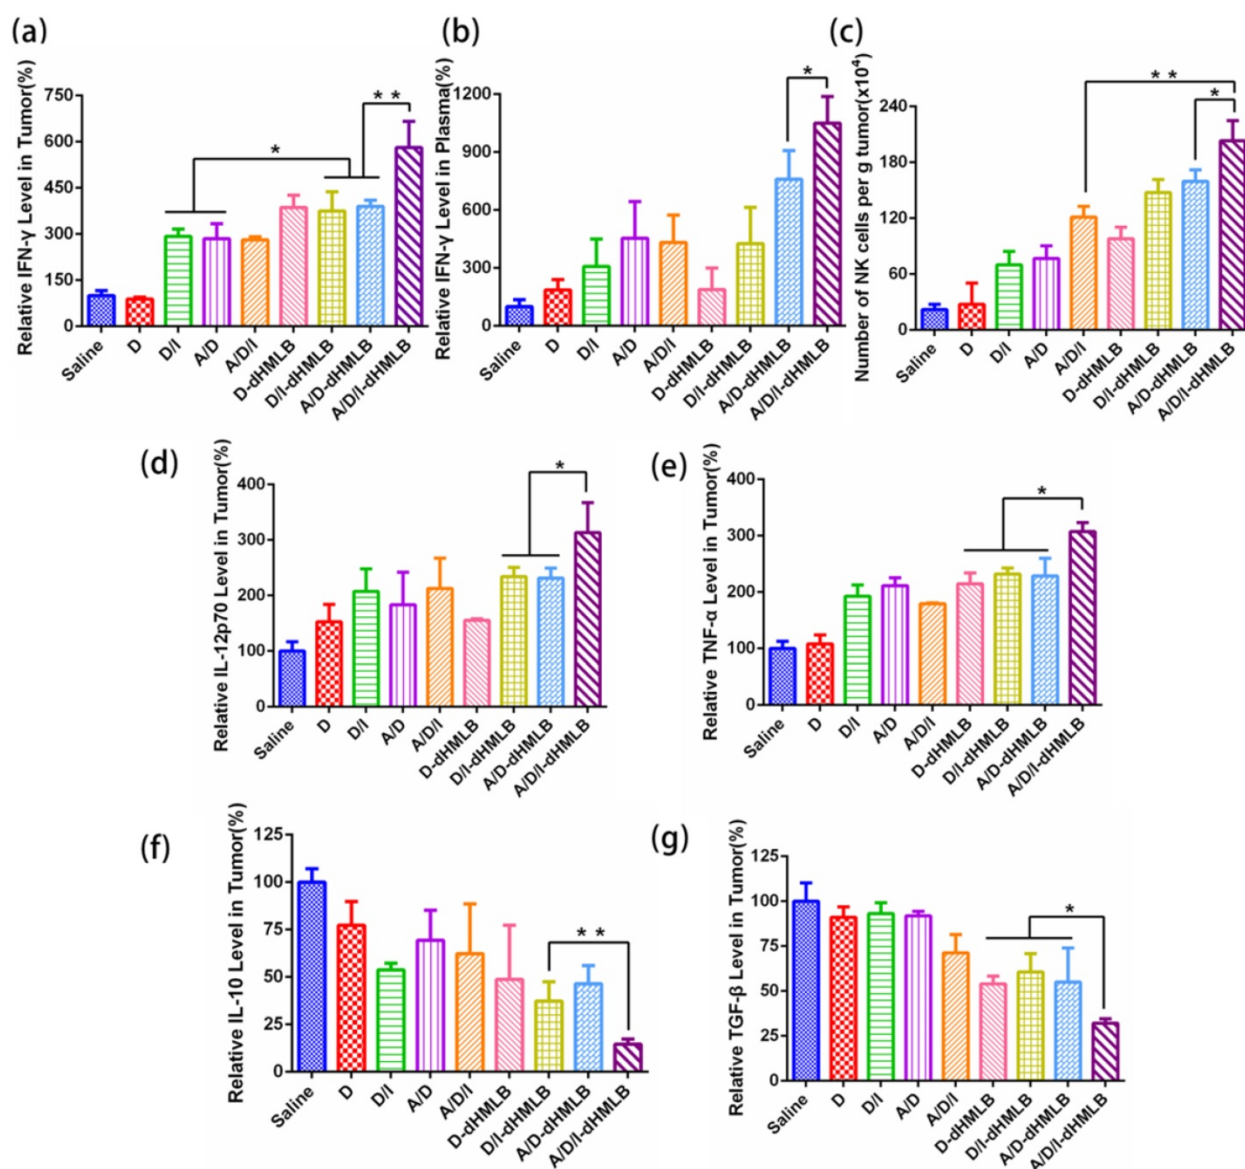 (a)
Relative IFN-γ Level in Tumor(%)
750
600
450
300
150
0
*
* *
Saline
D
D/I
A/D
A/D/I
D-dHMLB
D/I-dHMLB
A/D-dHMLB
A/D/I-dHMLB
(b)
Relative IFN-γ Level in Plasma(%)
1200
900
600
300
0
*
Saline
D
D/I
A/D
A/D/I
D-dHMLB
D/I-dHMLB
A/D-dHMLB
A/D/I-dHMLB
(c)
Number of NK cells per g tumor(x10⁴)
240
180
120
60
0
* *
*
Saline
D
D/I
A/D
A/D/I
D-dHMLB
D/I-dHMLB
A/D-dHMLB
A/D/I-dHMLB
(d)
Relative IL-12p70 Level in Tumor(%)
400
300
200
100
0
*
Saline
D
D/I
A/D
A/D/I
D-dHMLB
D/I-dHMLB
A/D-dHMLB
A/D/I-dHMLB
(e)
Relative TNF-α Level in Tumor(%)
400
300
200
100
0
*
Saline
D
D/I
A/D
A/D/I
D-dHMLB
D/I-dHMLB
A/D-dHMLB
A/D/I-dHMLB
(f)
Relative IL-10 Level in Tumor(%)
125
100
75
50
25
0
* *
Saline
D
D/I
A/D
A/D/I
D-dHMLB
D/I-dHMLB
A/D-dHMLB
A/D/I-dHMLB
(g)
Relative TGF-β Level in Tumor(%)
125
100
75
50
25
0
*
Saline
D
D/I
A/D
A/D/I
D-dHMLB
D/I-dHMLB
A/D-dHMLB
A/D/I-dHMLB